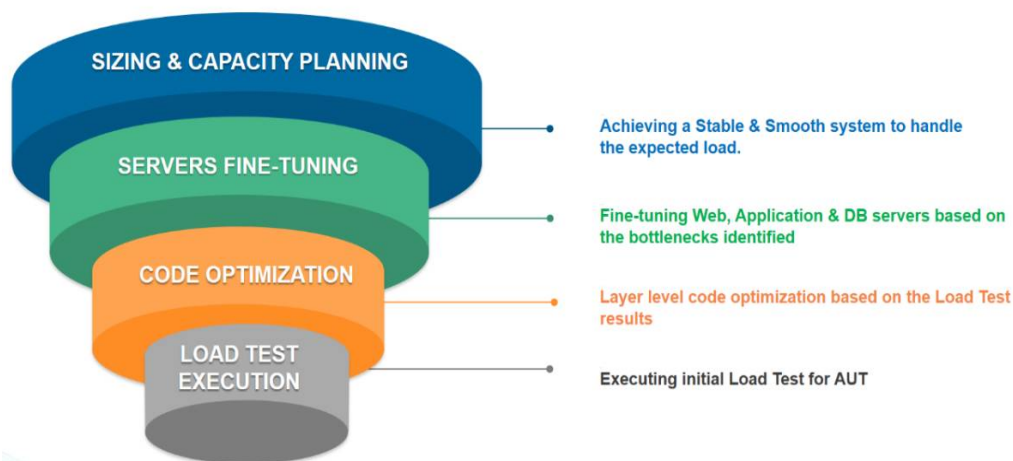 SIZING & CAPACITY PLANNING
Achieving a Stable & Smooth system to handle
the expected load.
SERVERS FINE-TUNING
Fine-tuning Web, Application & DB servers based on
the bottlenecks identified
CODE OPTIMIZATION
Layer level code optimization based on the Load Test
results
LOAD TEST
EXECUTION
Executing initial Load Test for AUT